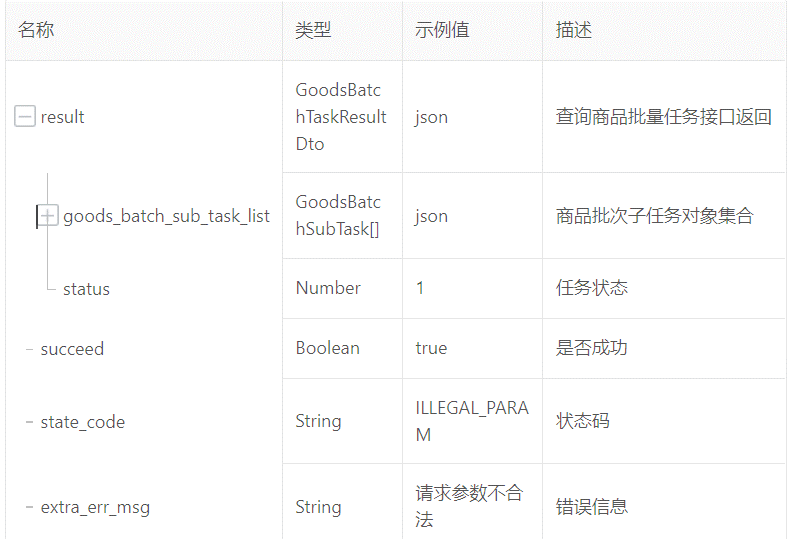 名称 类型 示例值 描述
result GoodsBatc
hTaskResult
Dto json 查询商品批量任务接口返回
goods_batch_sub_task_list GoodsBatc
hSubTask[] json 商品批次子任务对象集合
status Number 1 任务状态
succeed Boolean true 是否成功
state_code String ILLEGAL_PARA
M 状态码
extra_err_msg String 请求参数不合
法 错误信息